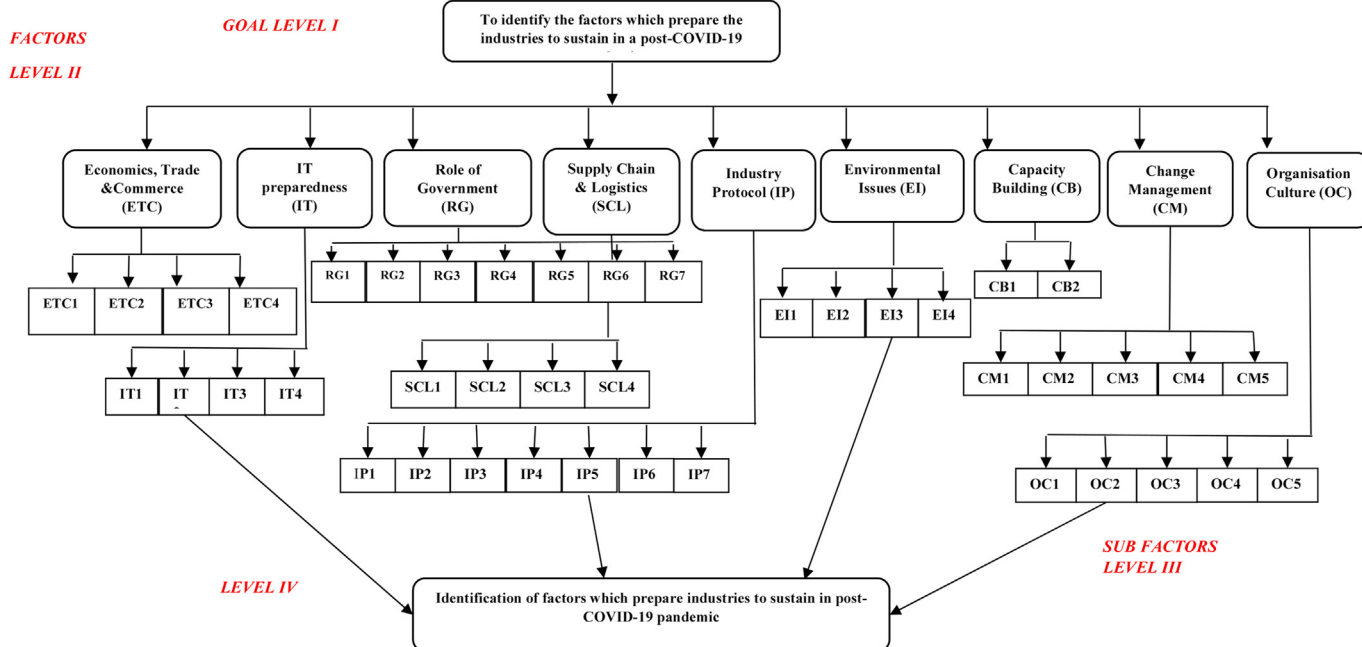 GOAL LEVEL I
To identify the factors which prepare the
industries to sustain in a post-COVID-19
FACTORS
LEVEL II
Economics, Trade
&Commerce
(ETC)
IT
preparedness
(IT)
Role of
Government
(RG)
Supply Chain
& Logistics
(SCL)
Industry
Protocol (IP)
Environmental
Issues (EI)
Capacity
Building (CB)
Change
Management
(CM)
Organisation
Culture (OC)
RG1 RG2 RG3 RG4 RG5 RG6 RG7
CB1 CB2
ETC1 ETC2 ETC3 ETC4
EI1 EI2 EI3 EI4
SCL1 SCL2 SCL3 SCL4
CM1 CM2 CM3 CM4 CM5
IT1 IT IT3 IT4
IP1 IP2 IP3 IP4 IP5 IP6 IP7
OC1 OC2 OC3 OC4 OC5
SUB FACTORS
LEVEL III
LEVEL IV
Identification of factors which prepare industries to sustain in post-
COVID-19 pandemic